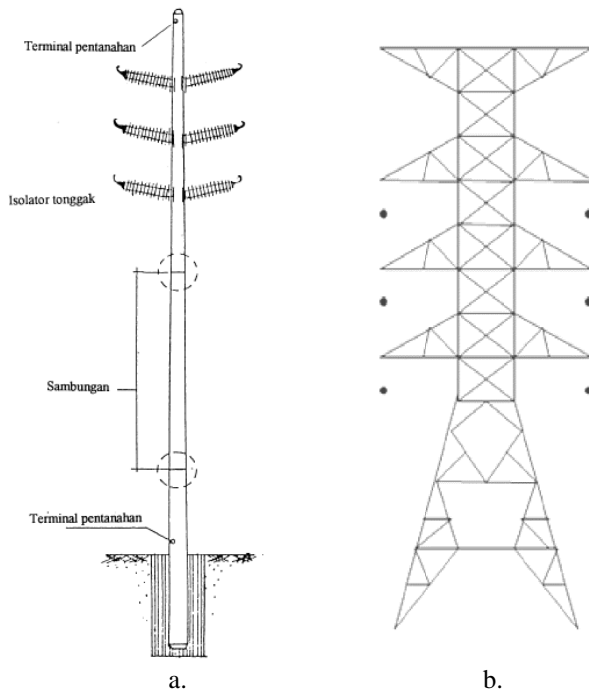 Terminal pentanahan
Isolator tonggak
Sambungan
Terminal pentanahan
a.
b.